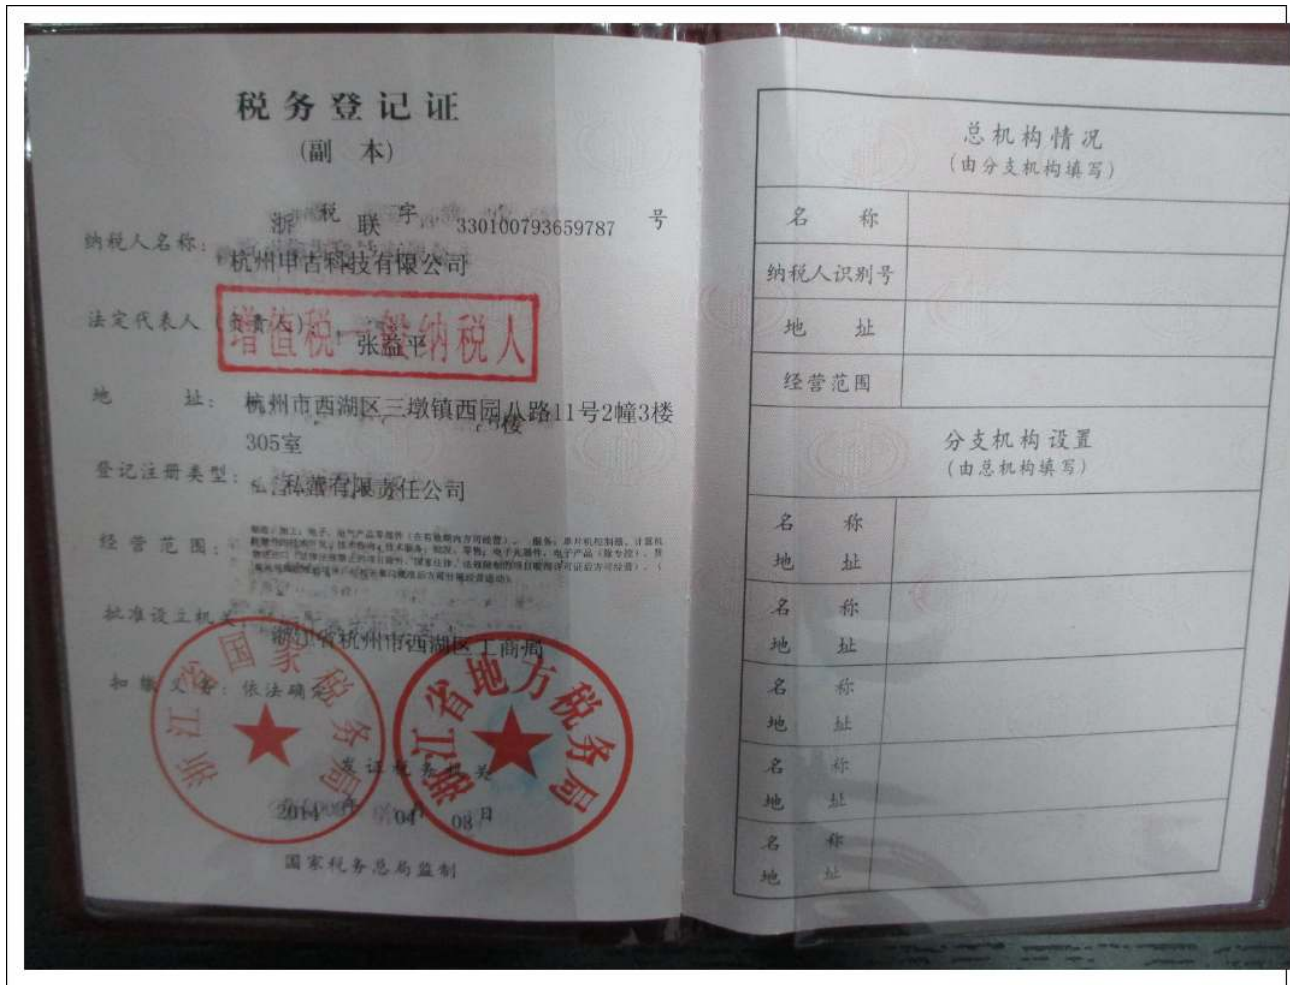 税务登记证
(副 本)
浙 税 联 字 330100793659787 号
纳税人名称:
杭州申古科技有限公司
法定代表人(负责人):
张益平
增值税一般纳税人
地 址: 杭州市西湖区三墩镇西园八路11号2幢3楼
305室
登记注册类型:
私营有限责任公司
经营范围:
批准设立机关:
浙江省杭州市西湖区工商局
扣缴义务: 依法确定
浙江省国家税务局
浙江省地方税务局
发证税务机关
2014 年 04 08 日
国家税务总局监制
总机构情况
(由分支机构填写)
名 称
纳税人识别号
地 址
经营范围
分支机构设置
(由总机构填写)
名 称
地 址
名 称
地 址
名 称
地 址
名 称
地 址
名 称
地 址